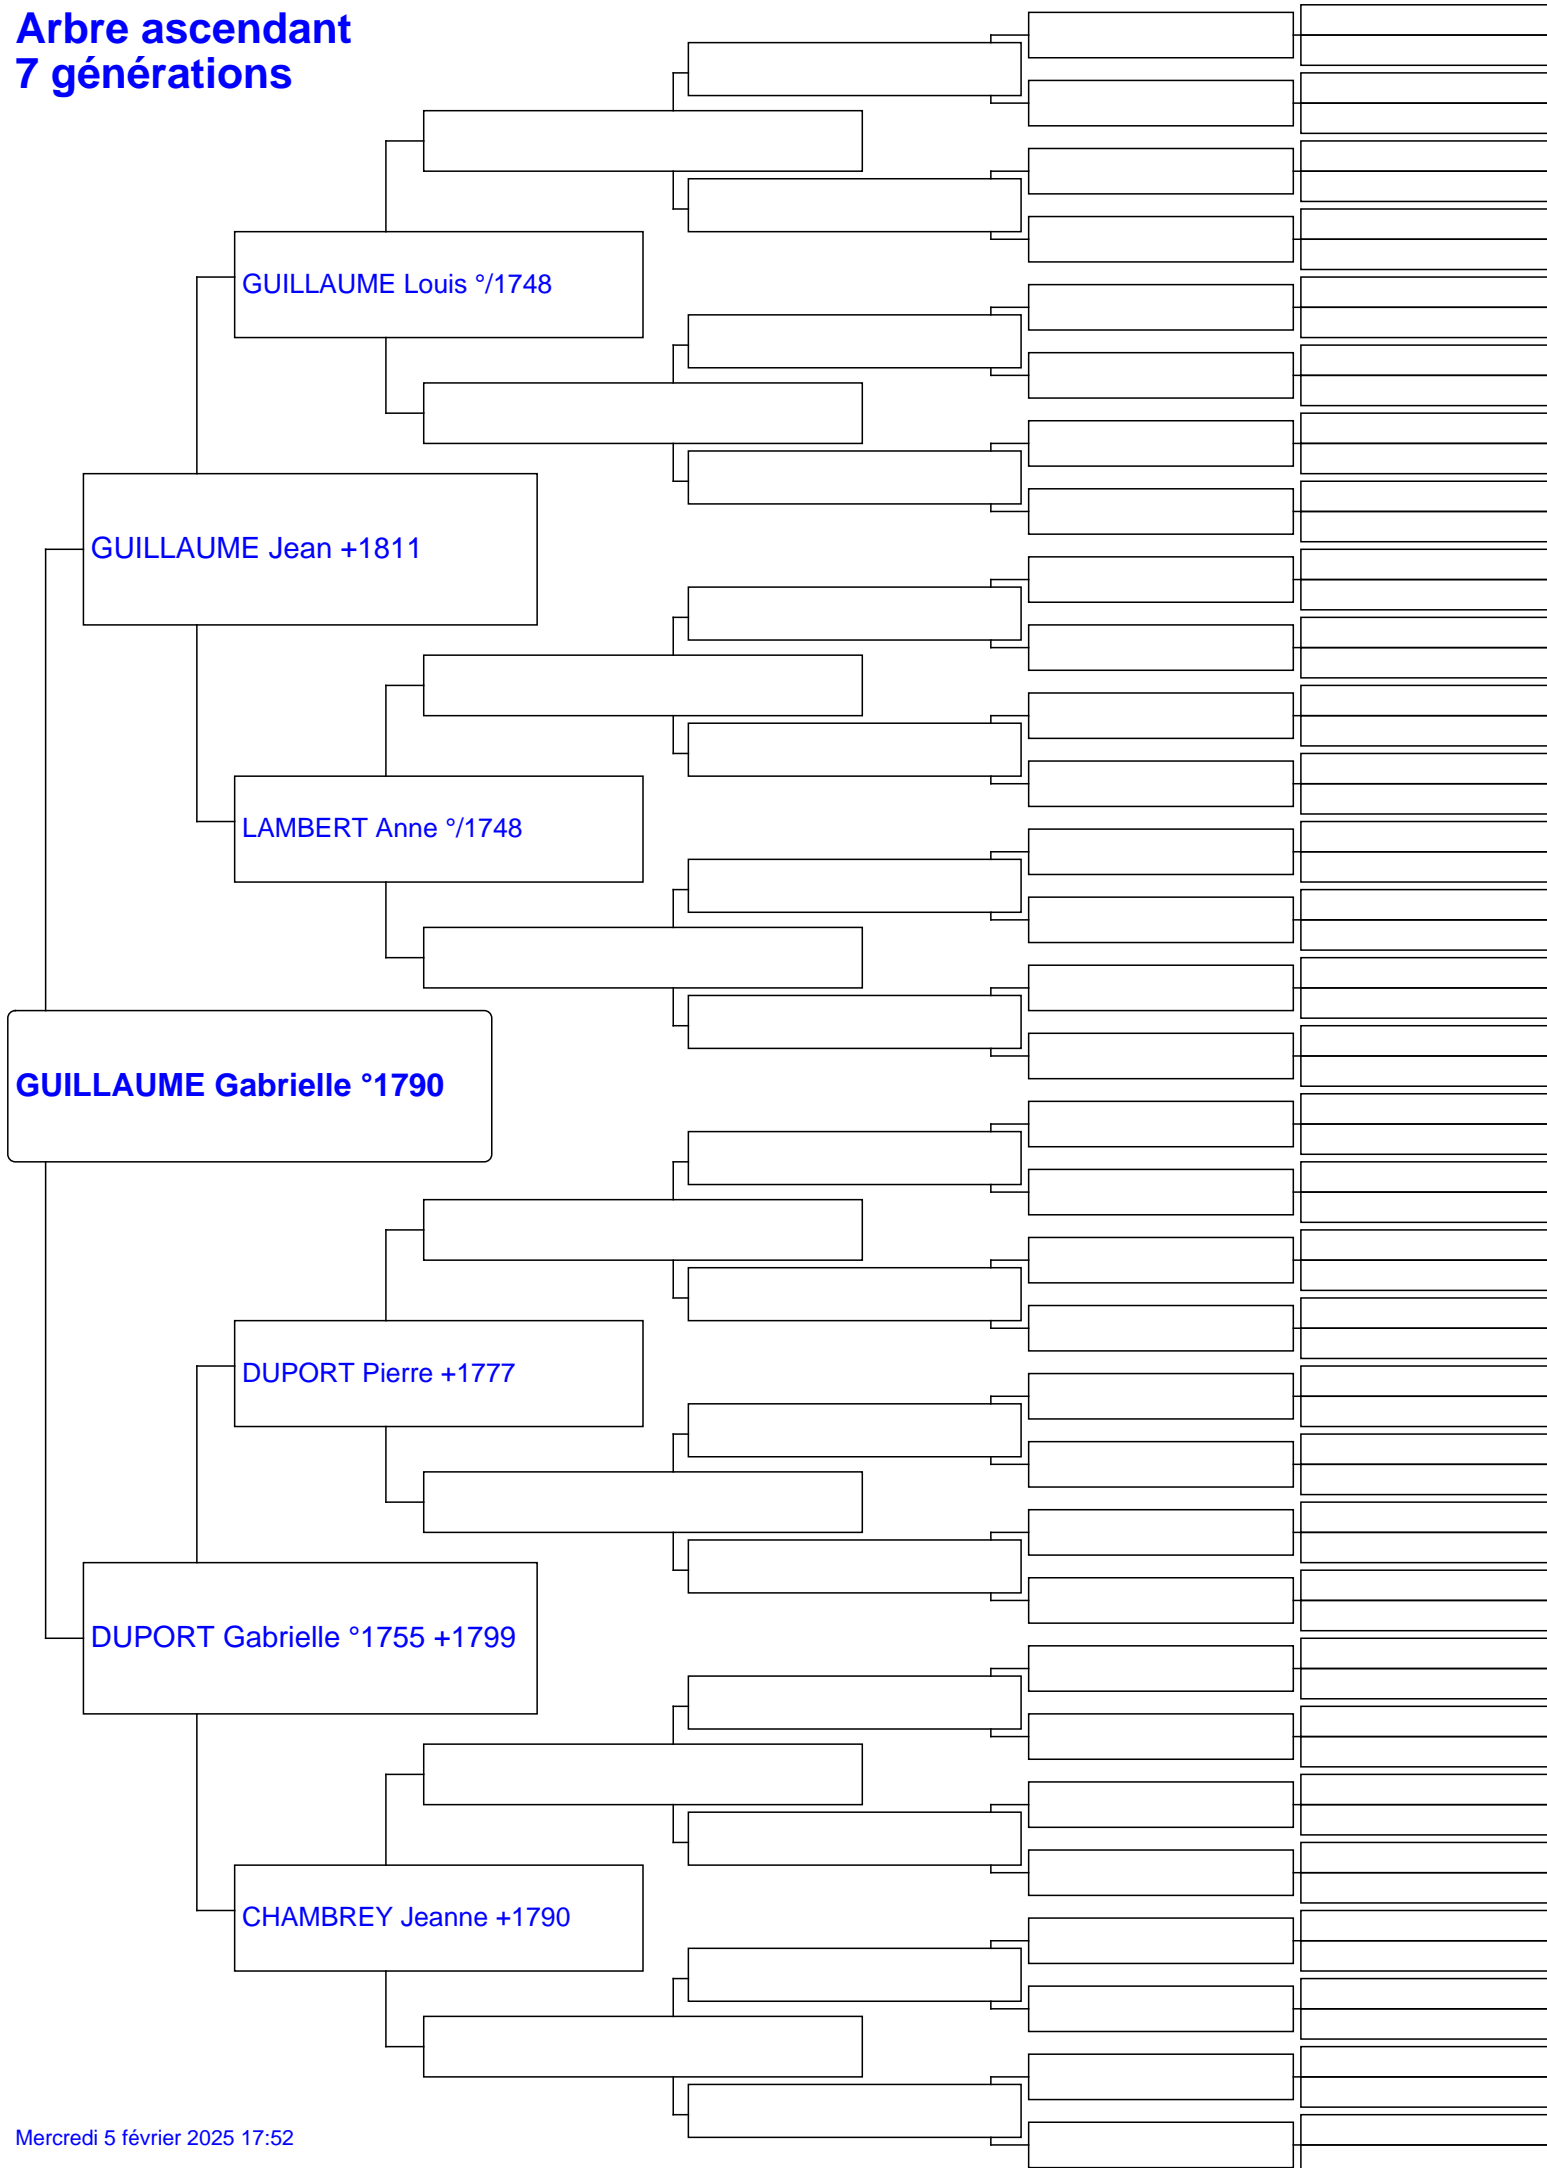 Arbre ascendant
7 générations
GUILLAUME Louis °/1748
GUILLAUME Jean +1811
LAMBERT Anne °/1748
GUILLAUME Gabrielle °1790
DUPORT Pierre +1777
DUPORT Gabrielle °1755 +1799
CHAMBREY Jeanne +1790
Mercredi 5 février 2025 17:52